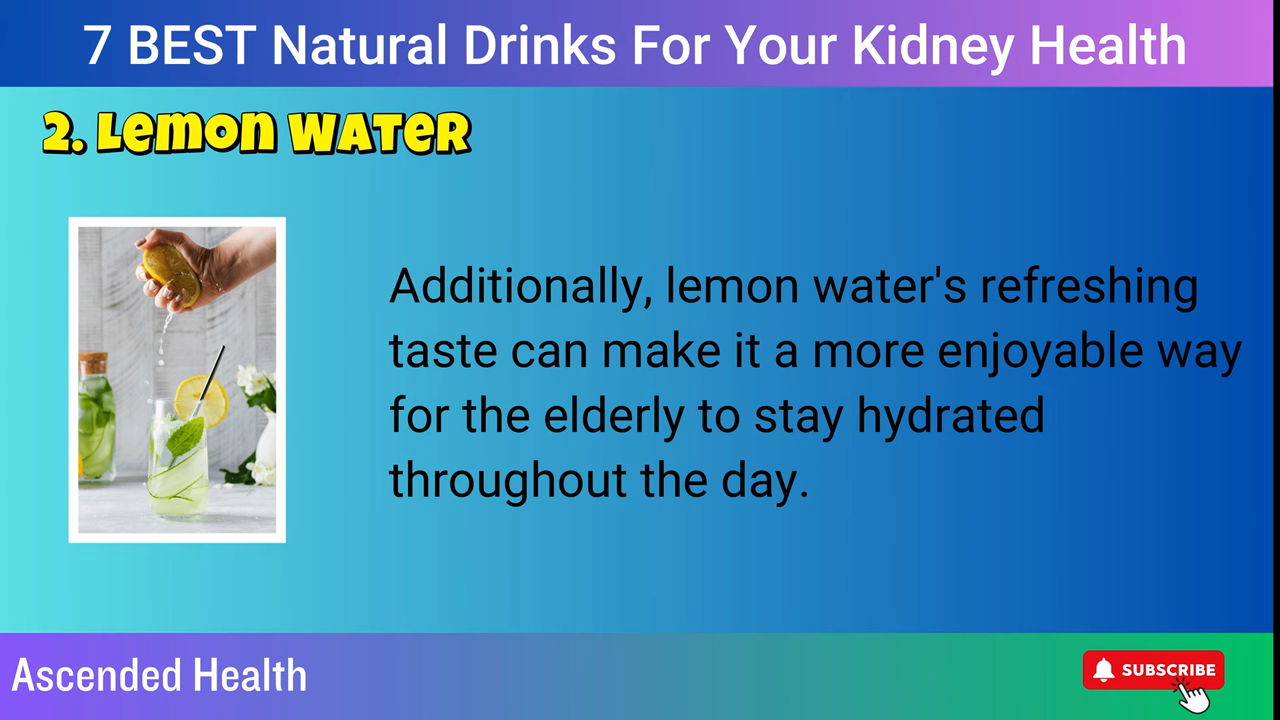 7 BEST Natural Drinks For Your Kidney Health
2. Lemon Water
Additionally, lemon water's refreshing
taste can make it a more enjoyable way
for the elderly to stay hydrated
throughout the day.
Ascended Health
SUBSCRIBE